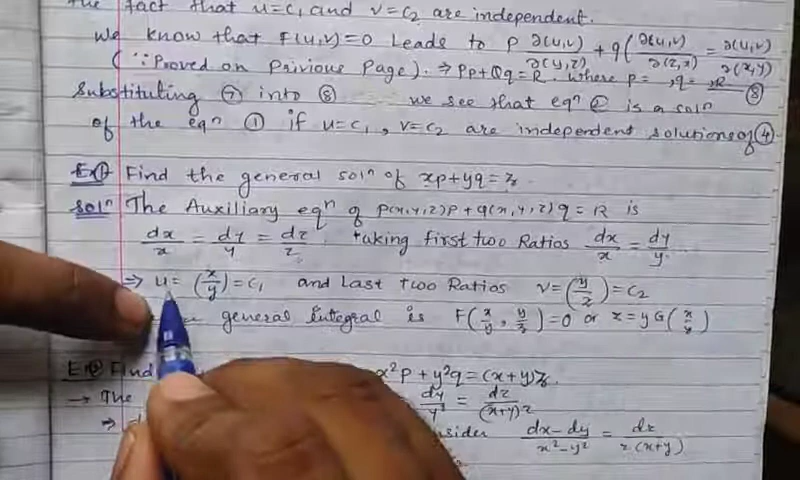 the fact that u=c₁ and v=c₂ are independent.
We know that F(u,v)=0 Leads to p ∂(u,v)/∂(y,z) + q(∂(u,v)/∂(z,x) = ∂(u,v)/∂(x,y)
(∵ Proved on Privious Page). ⇒ Pp+Qq=R. where P= , q= , R ⑧
Substituting ⑦ into ⑧ we see that eqⁿ is a solⁿ
of the eqⁿ ① if u=c₁, v=c₂ are independent solutions of ④.
Ex① Find the general solⁿ of xp+yq=z.
Solⁿ The Auxiliary eqⁿ of P(x,y,z)p+q(x,y,z)q=R is
dx/x = dy/y = dz/z . Taking first two Ratios dx/x = dy/y.
⇒ u= (x/y) = c₁ and Last two Ratios v=(y/z)=c₂
general integral is F(x/y, y/z)=0 or z=yG(x/y)
Ex② Find x²p+y²q=(x+y)z.
→ The dy/y² = dz/(x+y)z
⇒ dx-dy/x²-y² = dz/z(x+y)